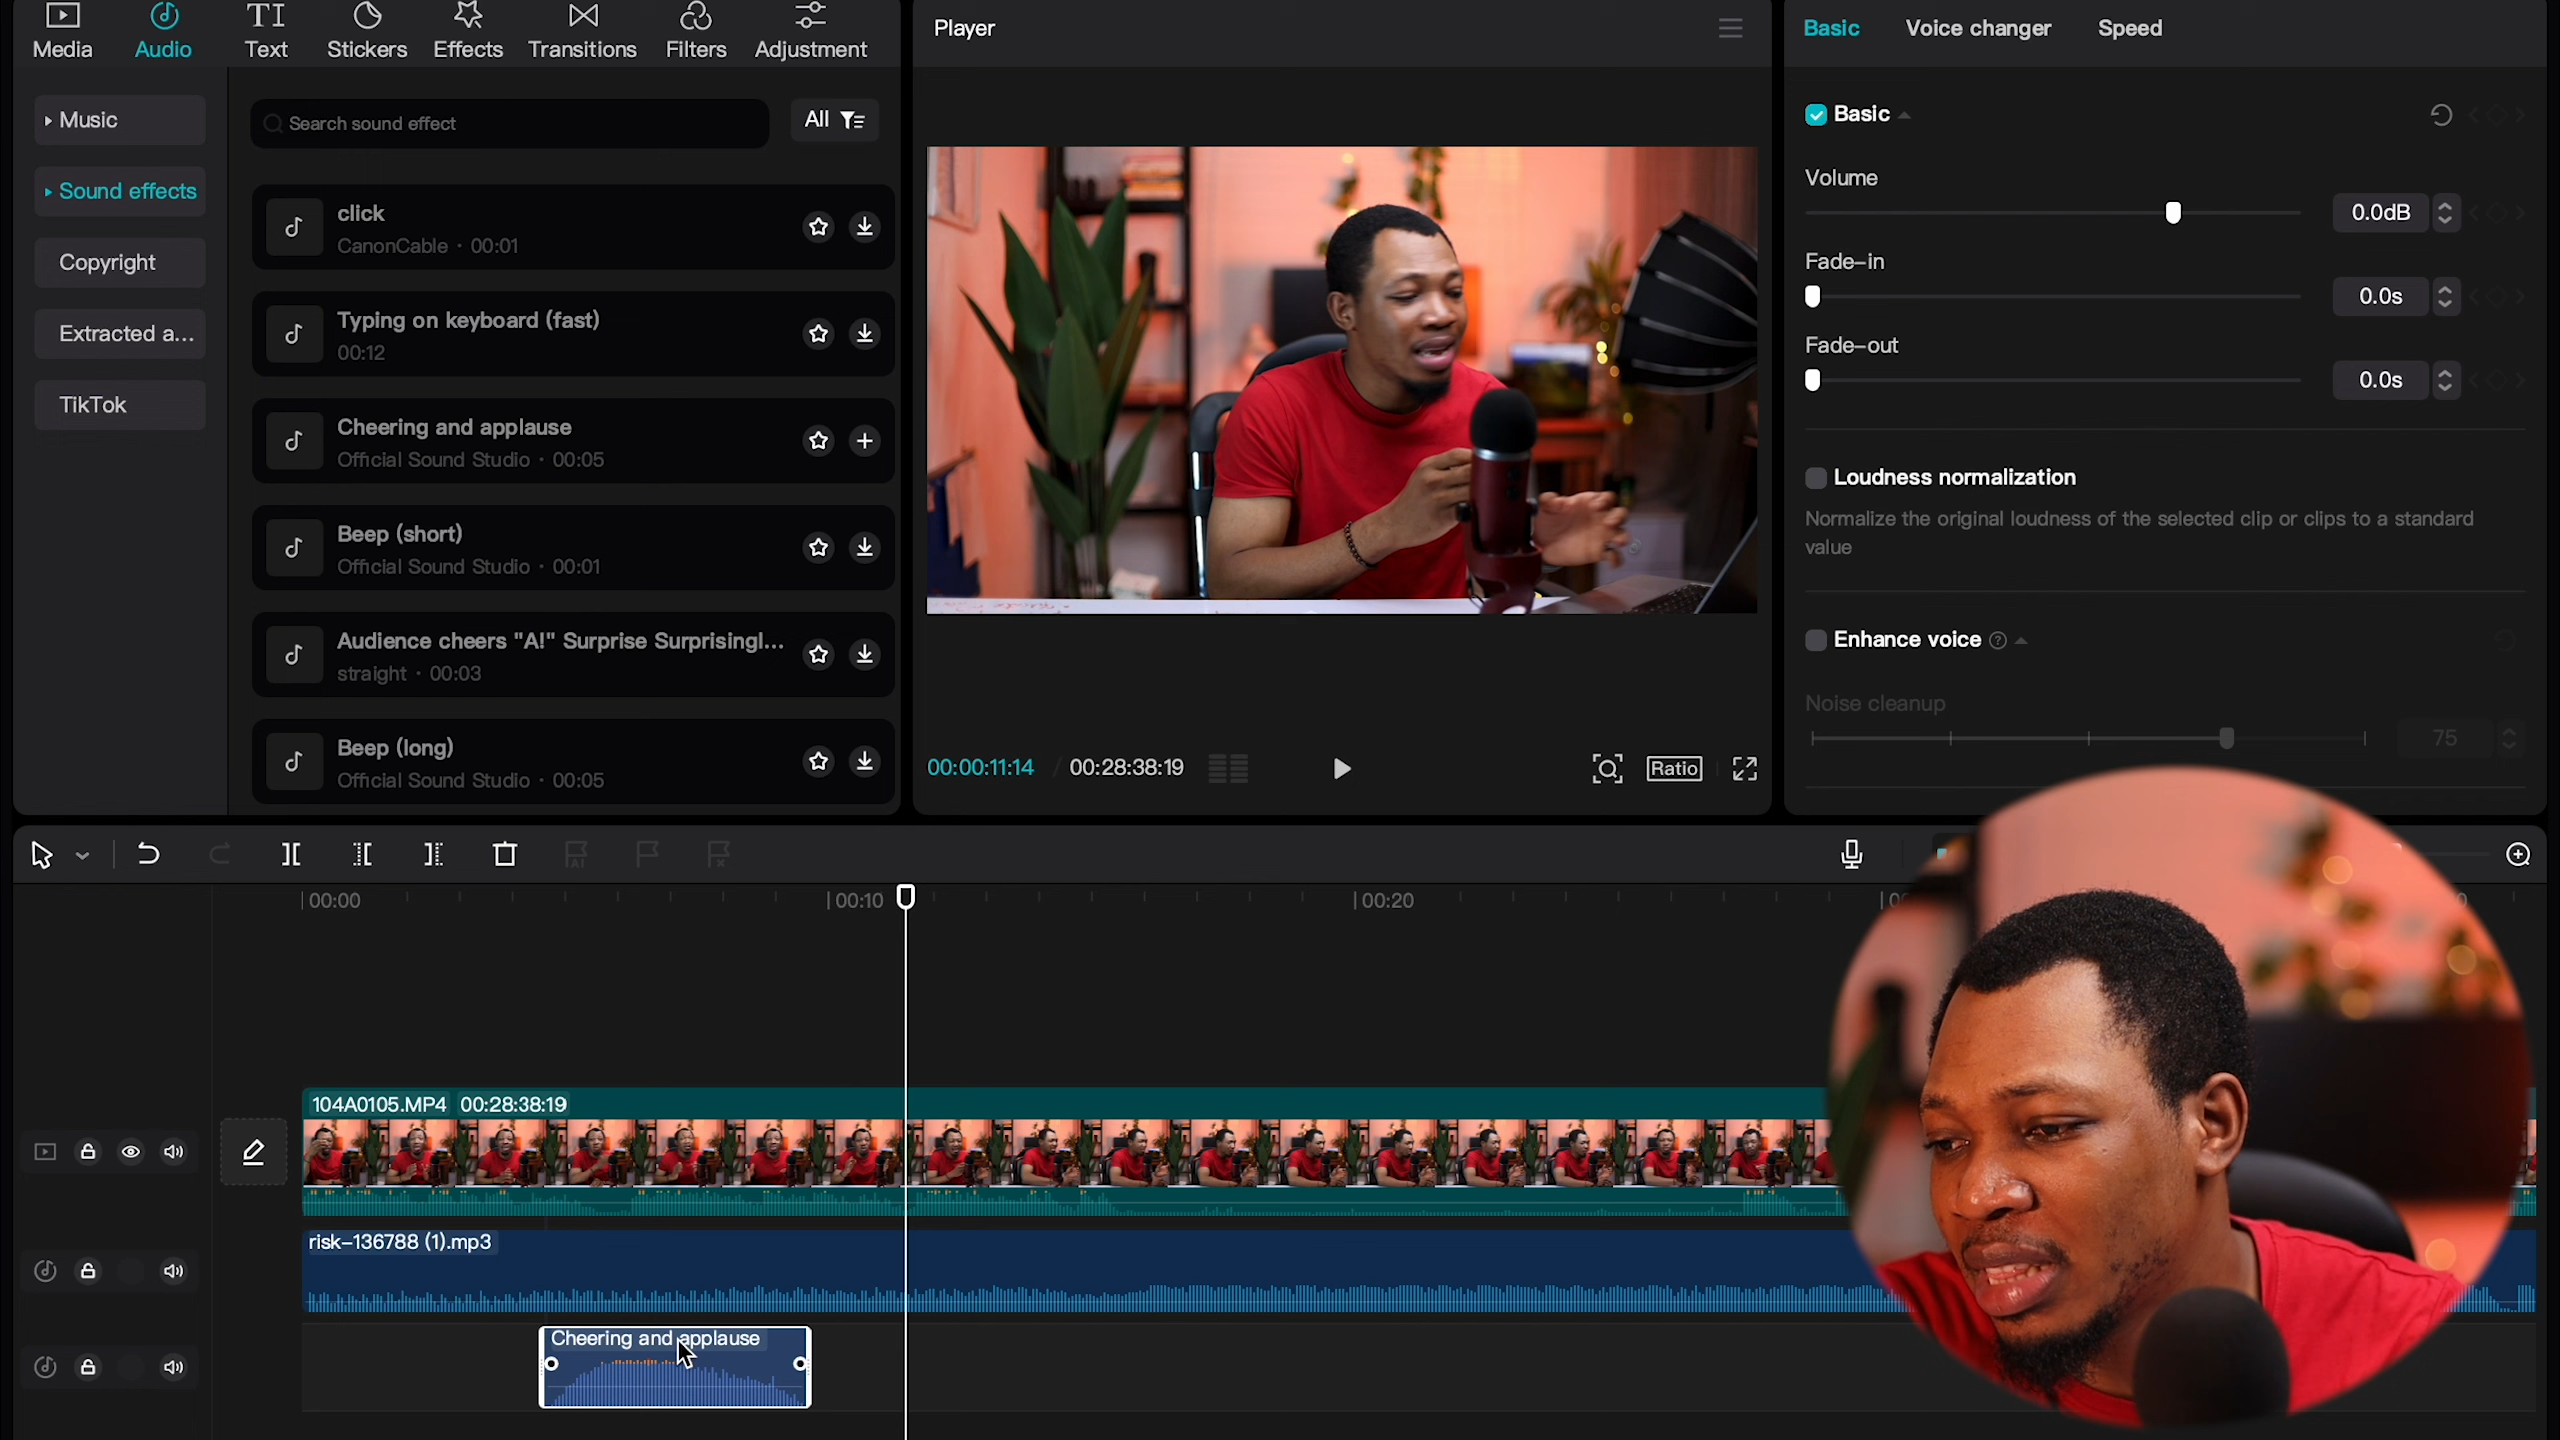 Media
Audio
Text
Stickers
Effects
Transitions
Filters
Adjustment
Music
Sound effects
Copyright
Extracted a...
TikTok
Search sound effect
All
click
CanonCable · 00:01
Typing on keyboard (fast)
00:12
Cheering and applause
Official Sound Studio · 00:05
Beep (short)
Official Sound Studio · 00:01
Audience cheers "A!" Surprise Surprisingl...
straight · 00:03
Beep (long)
Official Sound Studio · 00:05
Player
00:00:11:14 / 00:28:38:19
Ratio
Basic
Voice changer
Speed
Basic
Volume
0.0dB
Fade-in
0.0s
Fade-out
0.0s
Loudness normalization
Normalize the original loudness of the selected clip or clips to a standard
value
Enhance voice
Noise cleanup
75
00:00
00:10
00:20
104A0105.MP4 00:28:38:19
risk-136788 (1).mp3
Cheering and applause